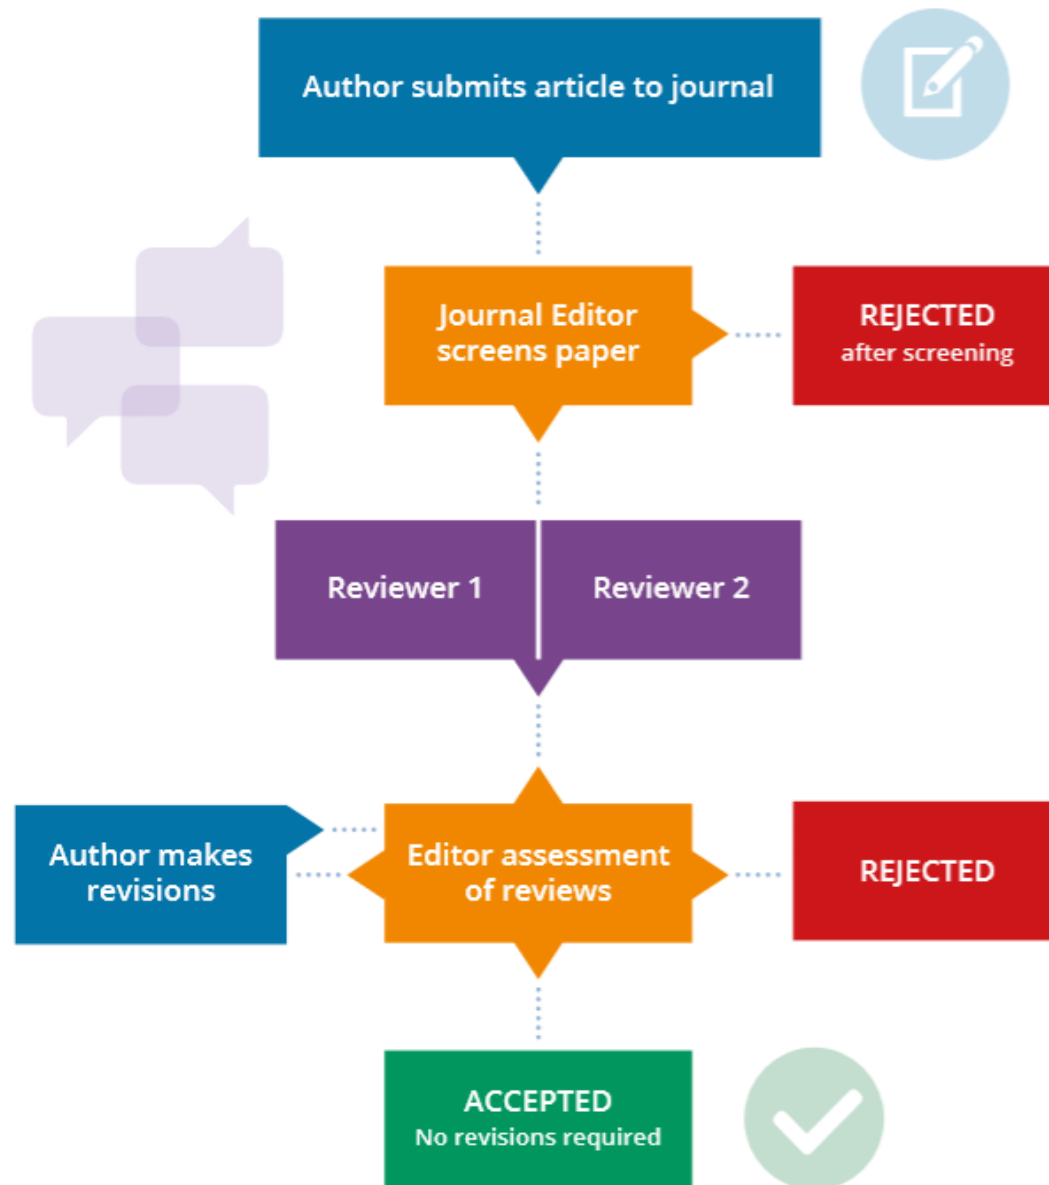 Author submits article to journal
Journal Editor
screens paper
REJECTED
after screening
Reviewer 1
Reviewer 2
Author makes
revisions
Editor assessment
of reviews
REJECTED
ACCEPTED
No revisions required